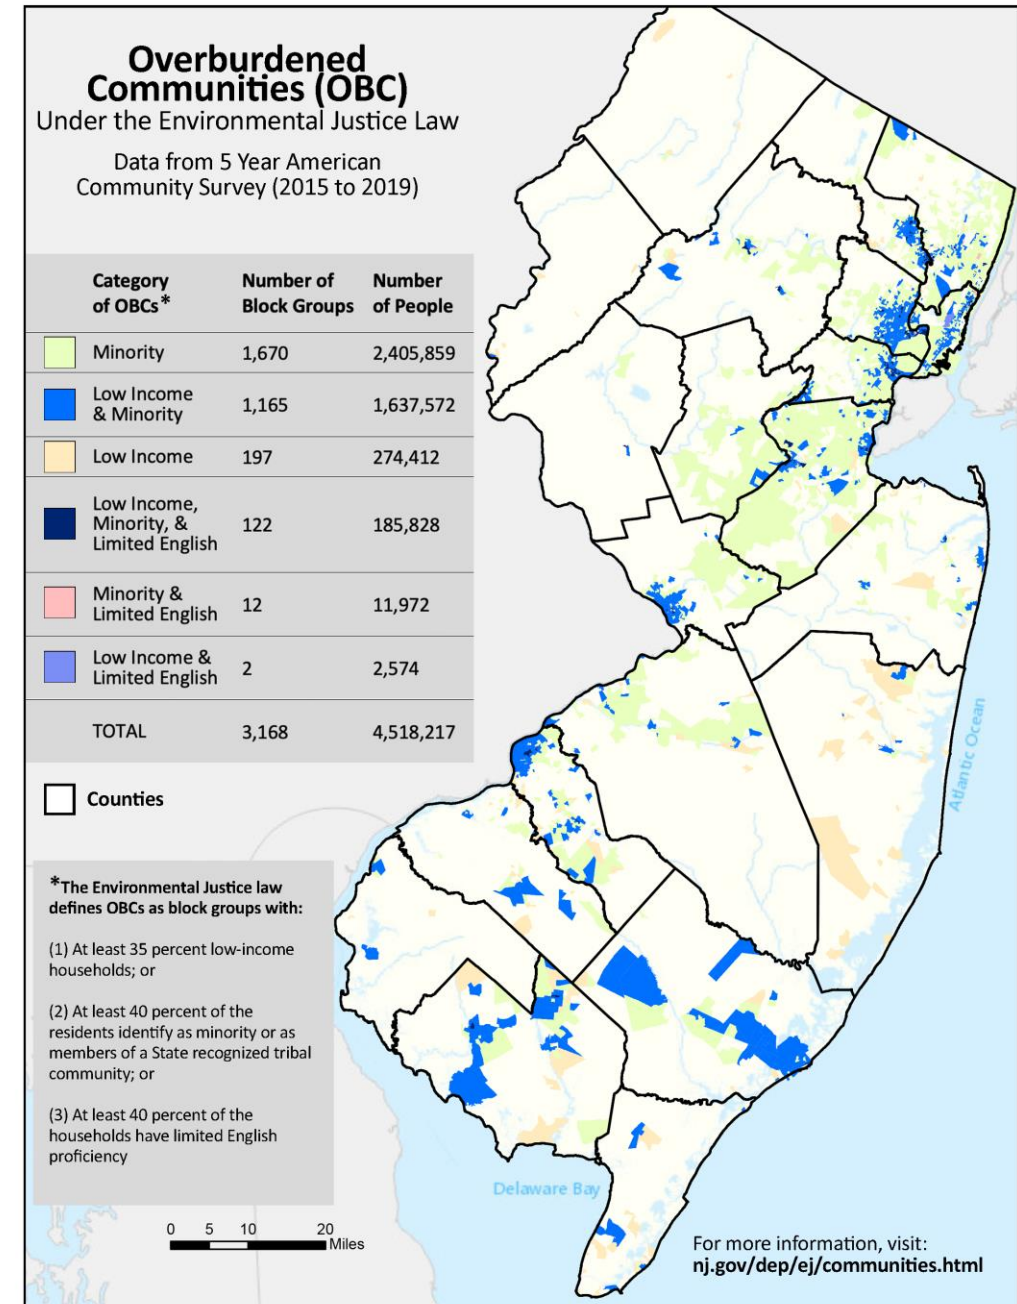 Overburdened
Communities (OBC)
Under the Environmental Justice Law
Data from 5 Year American
Community Survey (2015 to 2019)
Category
of OBCs*
Number of
Block Groups
Number
of People
Minority
1,670
2,405,859
Low Income
& Minority
1,165
1,637,572
Low Income
197
274,412
Low Income,
Minority, &
Limited English
122
185,828
Minority &
Limited English
12
11,972
Low Income &
Limited English
2
2,574
TOTAL
3,168
4,518,217
Counties
*The Environmental Justice law
defines OBCs as block groups with:
(1) At least 35 percent low-income
households; or
(2) At least 40 percent of the
residents identify as minority or as
members of a State recognized tribal
community; or
(3) At least 40 percent of the
households have limited English
proficiency
0 5 10 20
Miles
Atlantic Ocean
Delaware Bay
For more information, visit:
nj.gov/dep/ej/communities.html